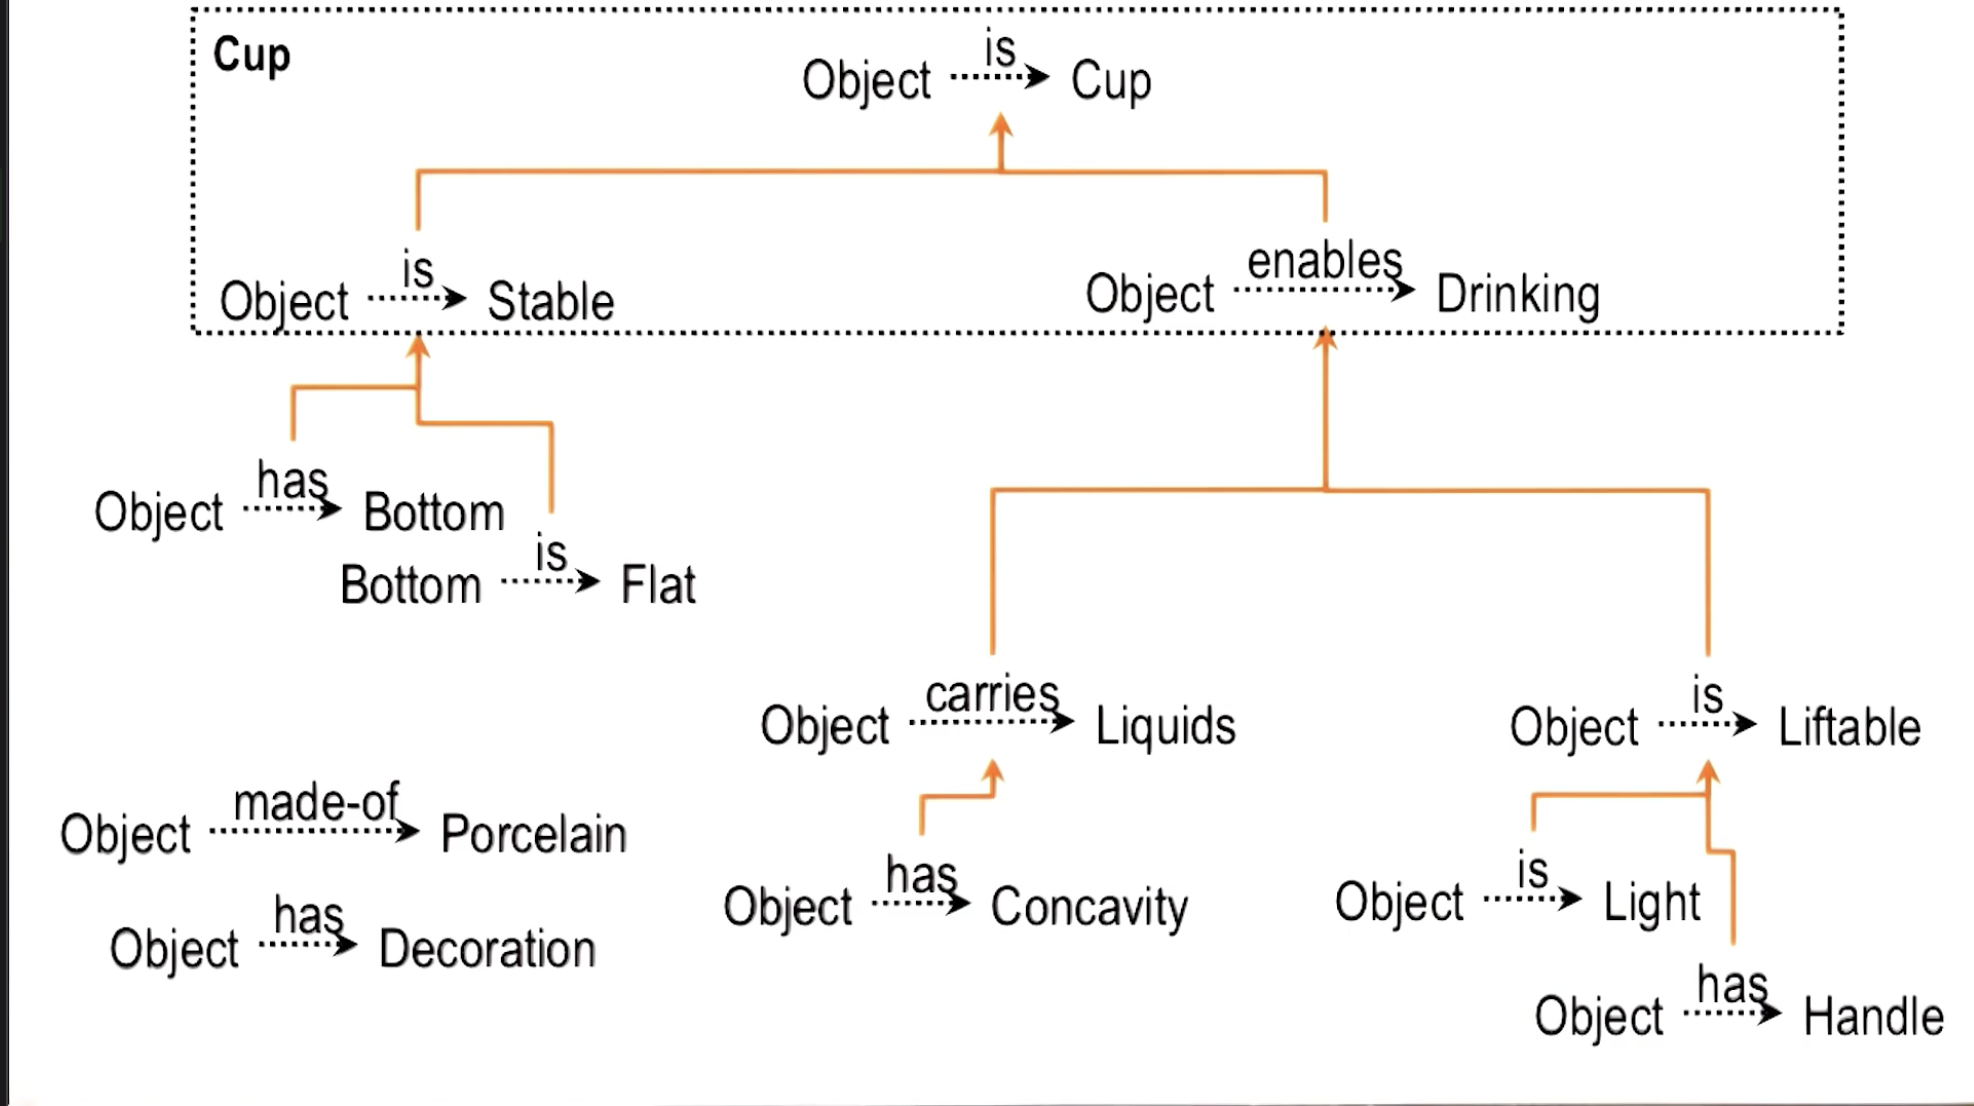 Cup
Object is Cup
Object is Stable
Object enables Drinking
Object has Bottom
Bottom is Flat
Object carries Liquids
Object is Liftable
Object made-of Porcelain
Object has Concavity
Object is Light
Object has Decoration
Object has Handle